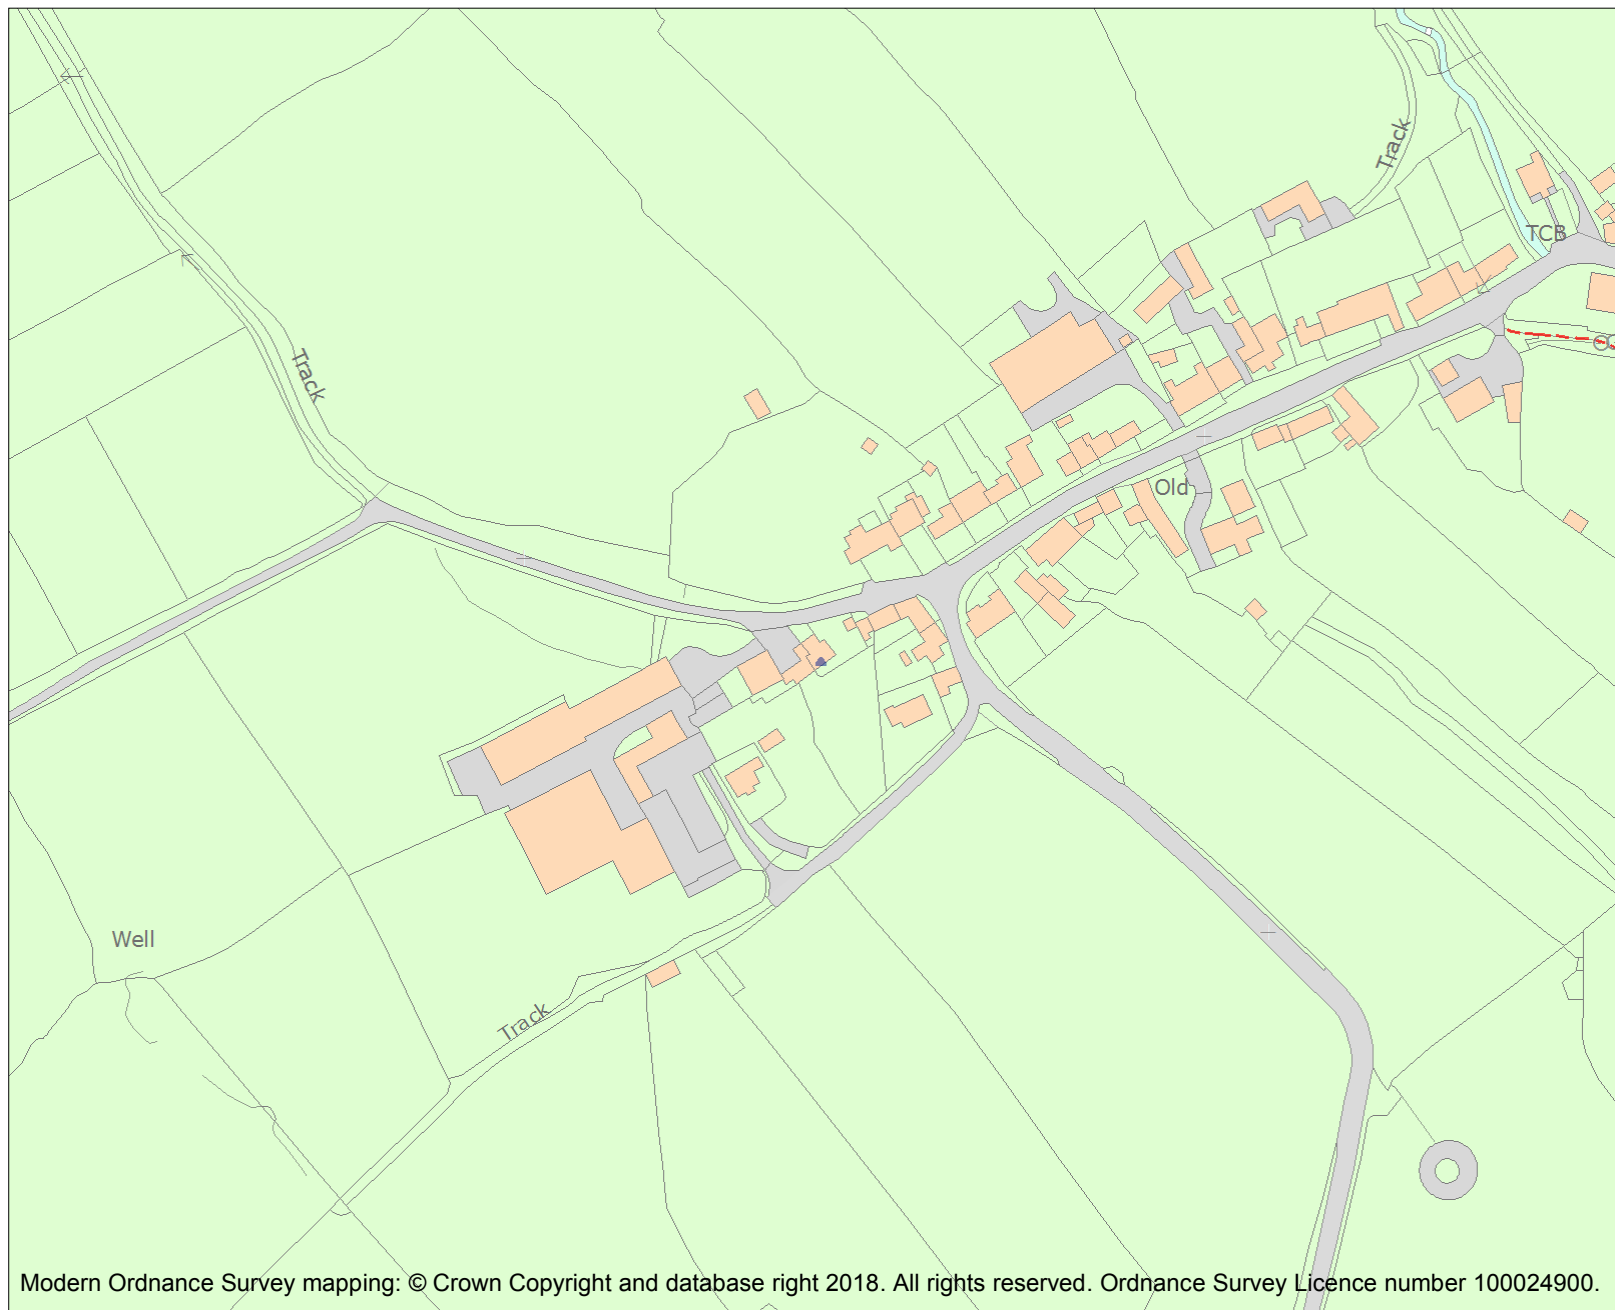 Track
TCB
Track
Old
Well
Track
Modern Ordnance Survey mapping: © Crown Copyright and database right 2018. All rights reserved. Ordnance Survey Licence number 100024900.